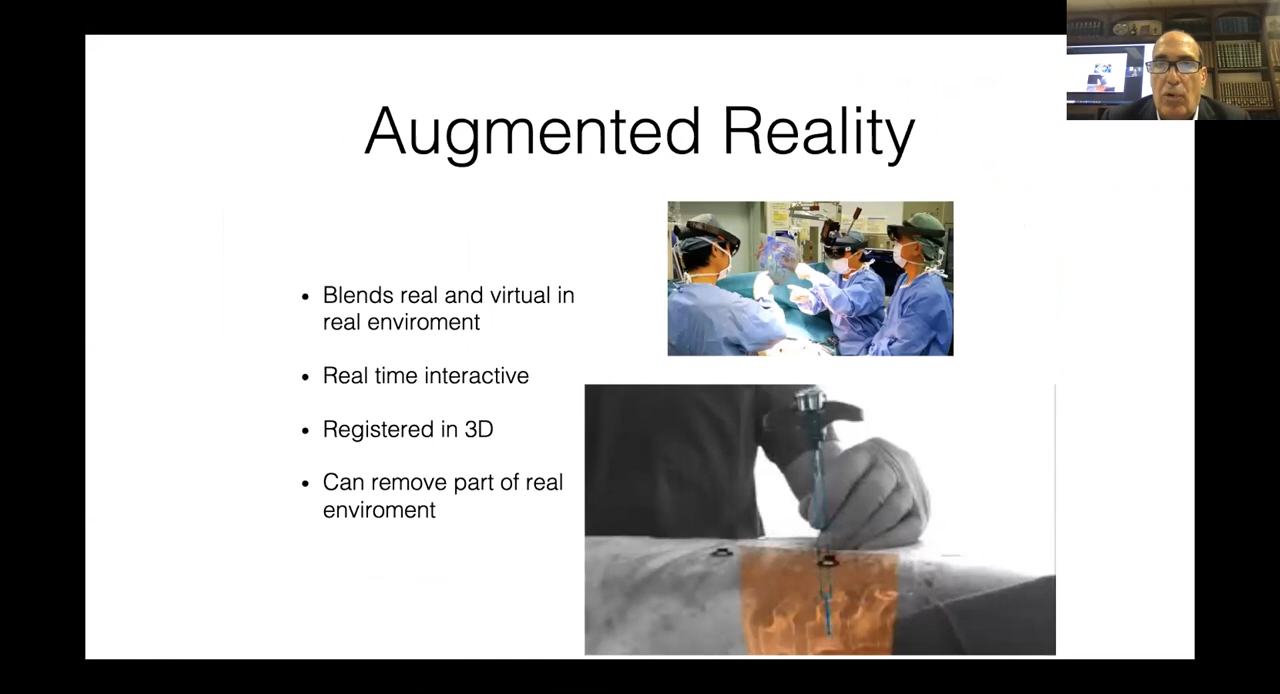 Augmented Reality
• Blends real and virtual in
real enviroment
• Real time interactive
• Registered in 3D
• Can remove part of real
enviroment